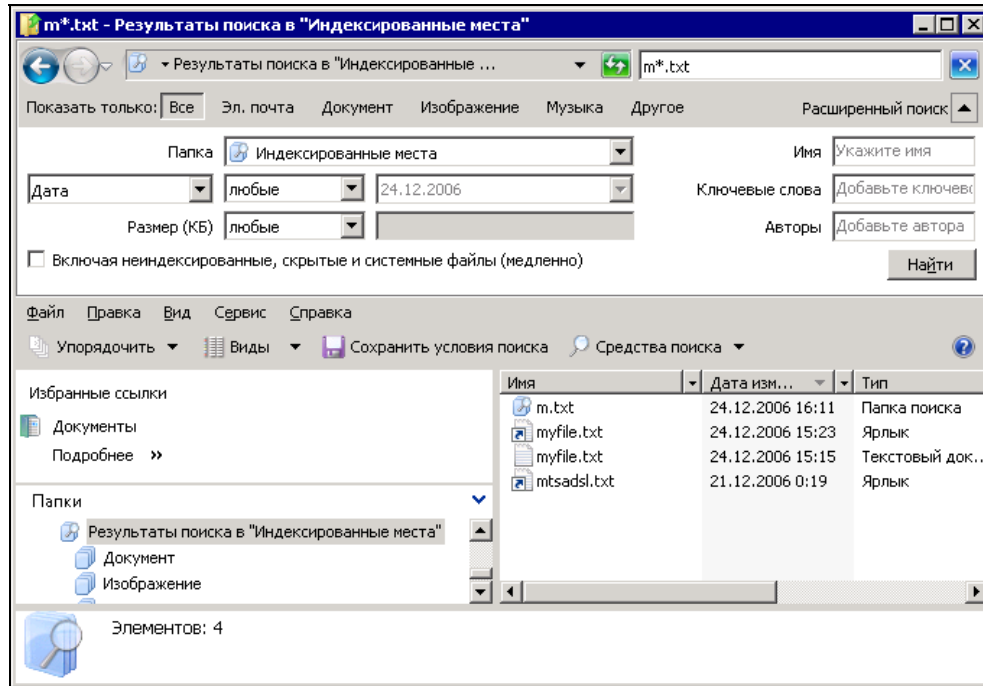 m*.txt - Результаты поиска в "Индексированные места"
Результаты поиска в "Индексированные ...
m*.txt
Показать только: Все Эл. почта Документ Изображение Музыка Другое Расширенный поиск
Папка Индексированные места Имя Укажите имя
Дата любые 24.12.2006 Ключевые слова Добавьте ключево
Размер (КБ) любые Авторы Добавьте автора
Включая неиндексированные, скрытые и системные файлы (медленно) Найти
Файл Правка Вид Сервис Справка
Упорядочить Виды Сохранить условия поиска Средства поиска
Избранные ссылки
Документы
Подробнее »
Папки
Результаты поиска в "Индексированные места"
Документ
Изображение
Имя Дата изм... Тип
m.txt 24.12.2006 16:11 Папка поиска
myfile.txt 24.12.2006 15:23 Ярлык
myfile.txt 24.12.2006 15:15 Текстовый док...
mtsadsl.txt 21.12.2006 0:19 Ярлык
Элементов: 4